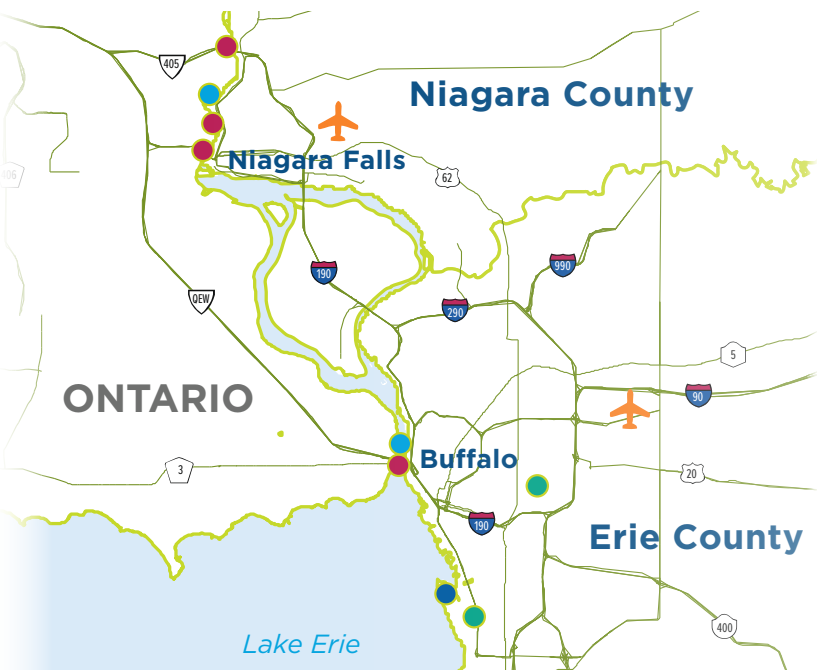 405
Niagara County
Niagara Falls
406
62
190
990
QEW
290
5
ONTARIO
90
Buffalo
3
20
190
Erie County
400
Lake Erie